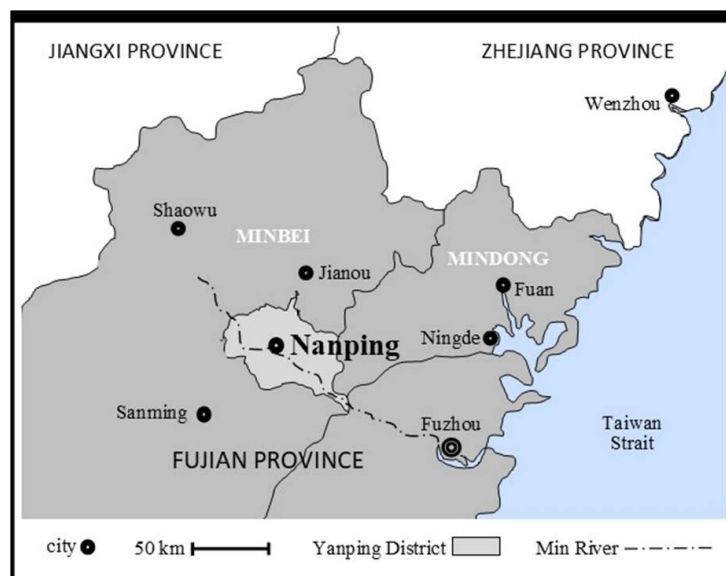 JIANGXI PROVINCE
ZHEJIANG PROVINCE
Wenzhou
Shaowu
MINBEI
Jianou
MINDONG
Fuan
Nanping
Ningde
Sanming
Fuzhou
Taiwan
Strait
FUJIAN PROVINCE
city
50 km
Yanping District
Min River